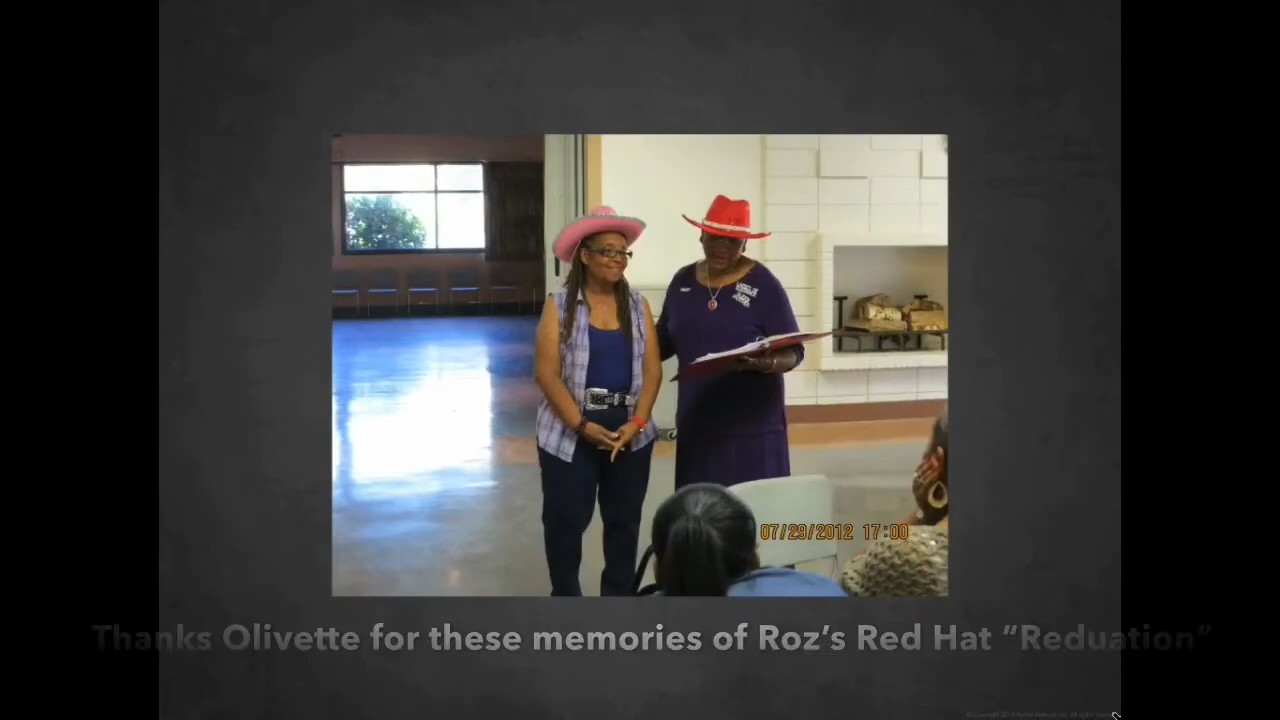 07/29/2012 17:00
Thanks Olivette for these memories of Roz’s Red Hat “Reduation”